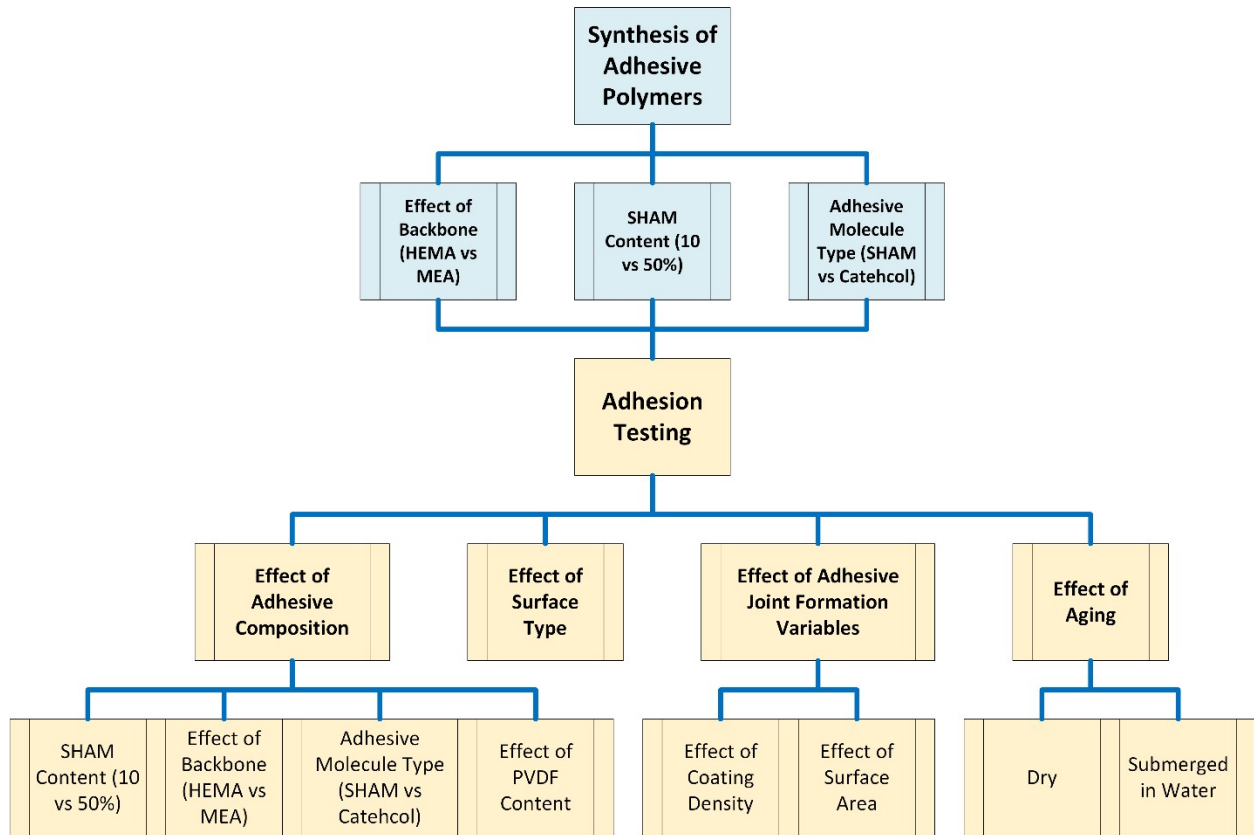 Synthesis of
Adhesive
Polymers
Effect of
Backbone
(HEMA vs
MEA)
SHAM
Content (10
vs 50%)
Adhesive
Molecule
Type (SHAM
vs Catehcol)
Adhesion
Testing
Effect of
Adhesive
Composition
Effect of
Surface
Type
Effect of Adhesive
Joint Formation
Variables
Effect of
Aging
SHAM
Content (10
vs 50%)
Effect of
Backbone
(HEMA vs
MEA)
Adhesive
Molecule Type
(SHAM vs
Catehcol)
Effect of
PVDF
Content
Effect of
Coating
Density
Effect of
Surface
Area
Dry
Submerged
in Water